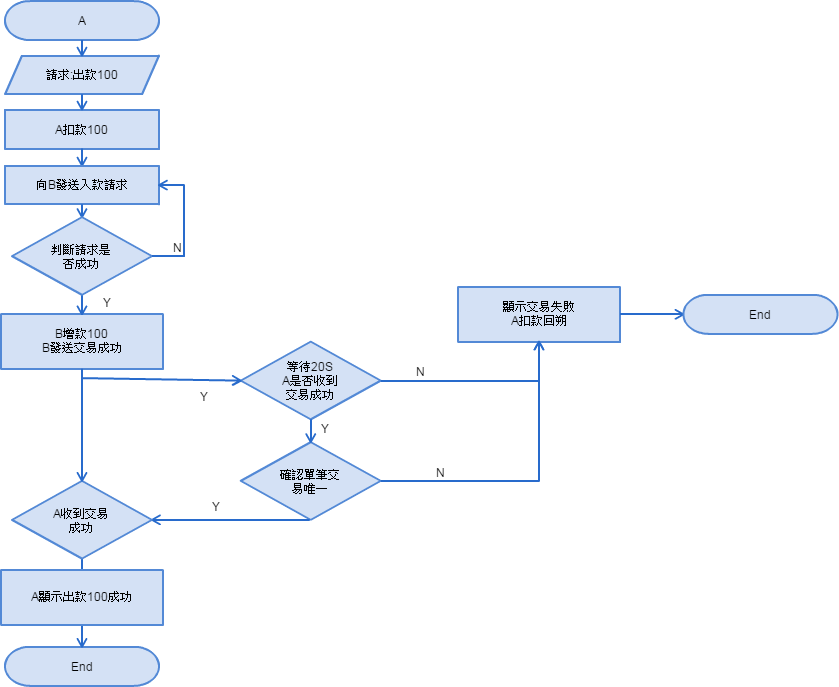 A
請求:出款100
A扣款100
向B發送入款請求
判斷請求是
否成功
N
Y
B增款100
B發送交易成功
Y
等待20S
A是否收到
交易成功
N
Y
確認單筆交
易唯一
N
Y
顯示交易失敗
A扣款回朔
End
A收到交易
成功
A顯示出款100成功
End